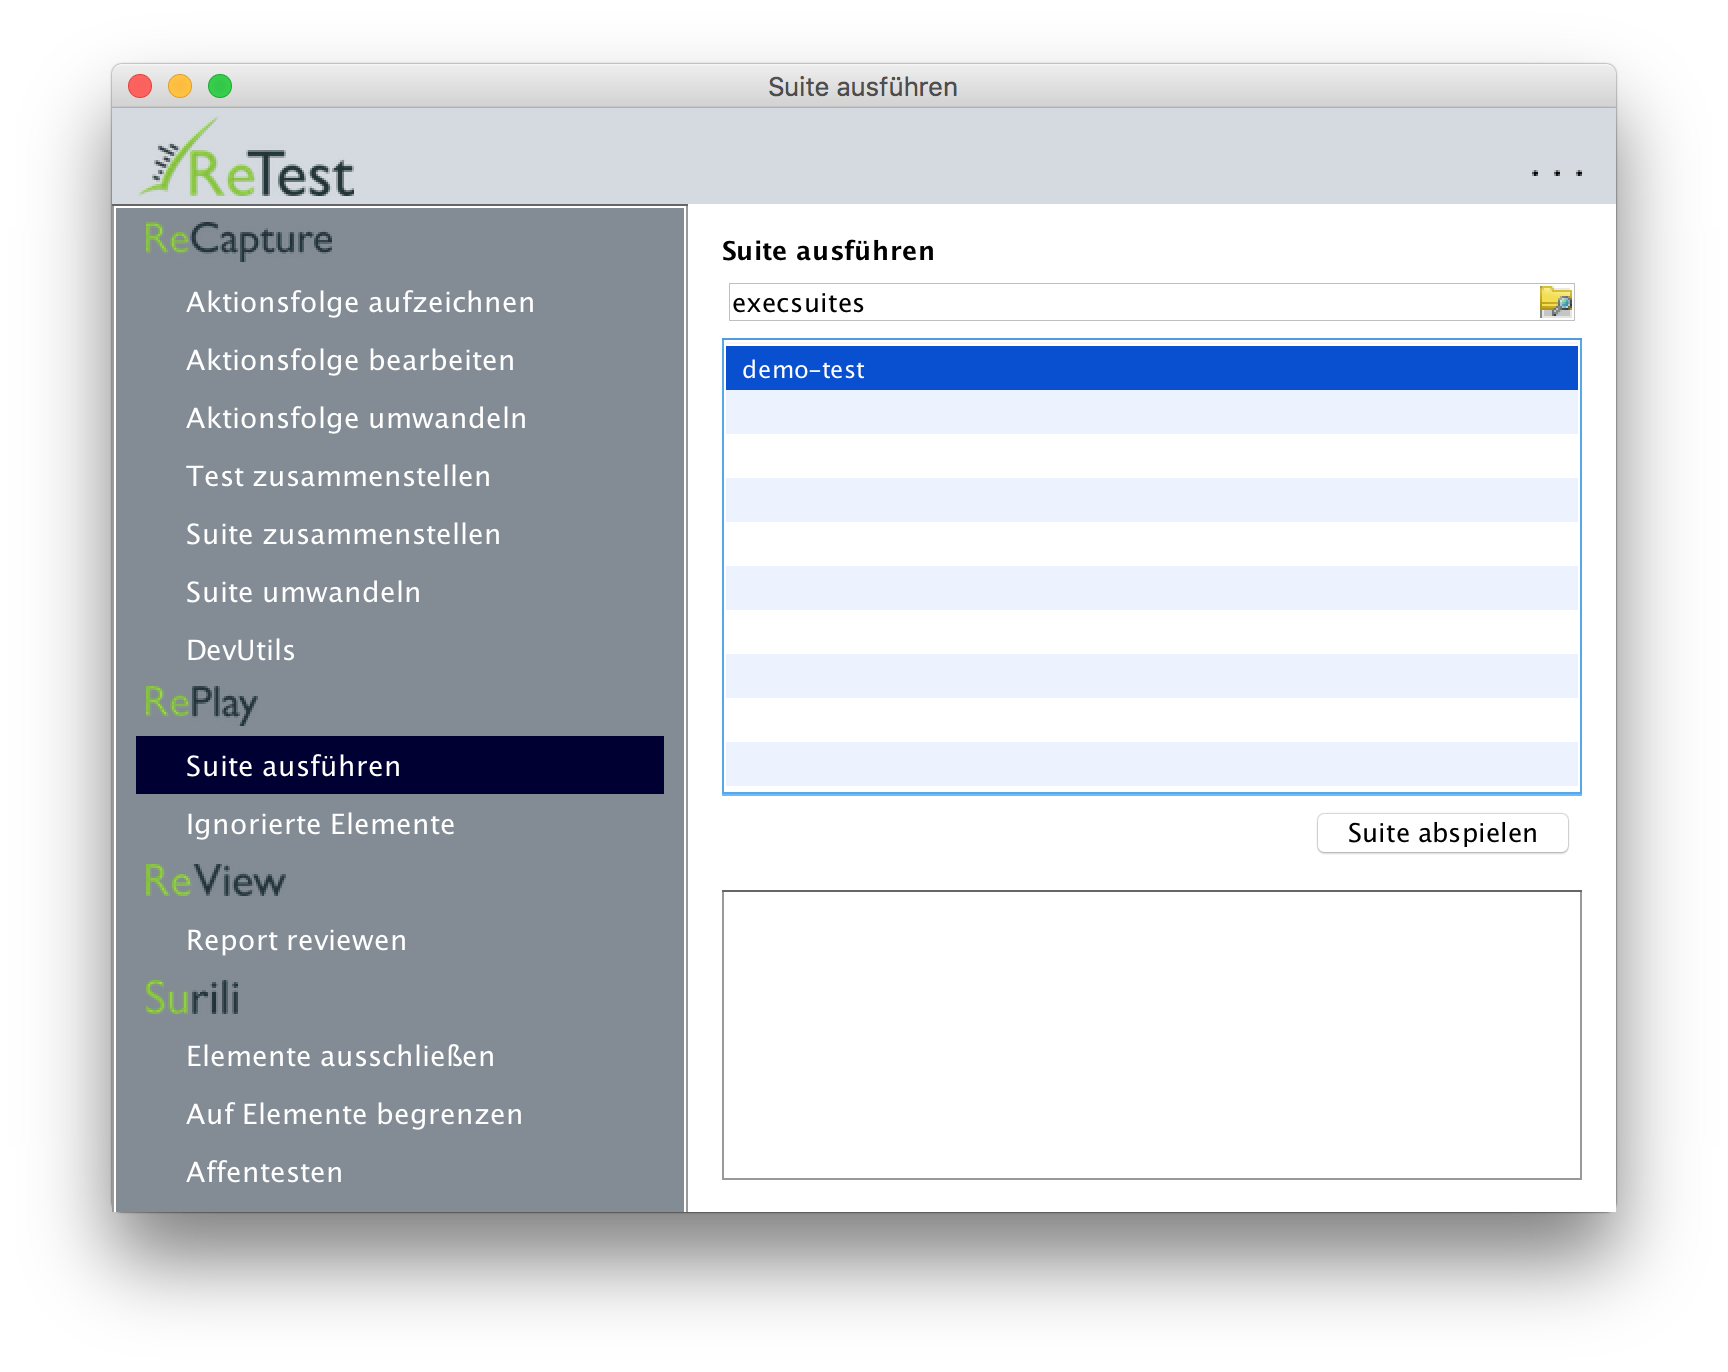 Suite ausführen
ReTest
...
ReCapture
Aktionsfolge aufzeichnen
Aktionsfolge bearbeiten
Aktionsfolge umwandeln
Test zusammenstellen
Suite zusammenstellen
Suite umwandeln
DevUtils
RePlay
Suite ausführen
Ignorierte Elemente
ReView
Report reviewen
Surili
Elemente ausschließen
Auf Elemente begrenzen
Affentesten
Suite ausführen
execsuites
demo-test
Suite abspielen